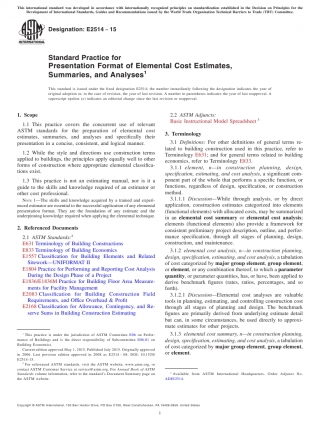 This international standard was developed in accordance with internationally recognized principles on standardization established in the Decision on Principles for the
Development of International Standards, Guides and Recommendations issued by the World Trade Organization Technical Barriers to Trade (TBT) Committee.
Designation: E2514 – 15
Standard Practice for
Presentation Format of Elemental Cost Estimates,
Summaries, and Analyses1
This standard is issued under the fixed designation E2514; the number immediately following the designation indicates the year of
original adoption or, in the case of revision, the year of last revision. A number in parentheses indicates the year of last reapproval. A
superscript epsilon (ε) indicates an editorial change since the last revision or reapproval.
1. Scope
1.1 This practice covers the concurrent use of relevant
ASTM standards for the preparation of elemental cost
estimates, summaries, and analyses and specifically their
presentation in a concise, consistent, and logical manner.
1.2 While the style and directions use construction terms
applied to buildings, the principles apply equally well to other
forms of construction where appropriate elemental classifica-
tions exist.
1.3 This practice is not an estimating manual, nor is it a
guide to the skills and knowledge required of an estimator or
other cost professional.
NOTE 1—The skills and knowledge acquired by a trained and experi-
enced estimator are essential to the successful application of any elemental
presentation format. They are the foundation of any estimate and the
underpinning knowledge required when applying the elemental technique.
2. Referenced Documents
2.1 ASTM Standards:2
E631 Terminology of Building Constructions
E833 Terminology of Building Economics
E1557 Classification for Building Elements and Related
Sitework—UNIFORMAT II
E1804 Practice for Performing and Reporting Cost Analysis
During the Design Phase of a Project
E1836/E1836M Practice for Building Floor Area Measure-
ments for Facility Management
E2083 Classification for Building Construction Field
Requirements, and Office Overhead & Profit
E2168 Classification for Allowance, Contingency, and Re-
serve Sums in Building Construction Estimating
1 This practice is under the jurisdiction of ASTM Committee E06 on Perfor-
mance of Buildings and is the direct responsibility of Subcommittee E06.81 on
Building Economics.
Current edition approved May 1, 2015. Published July 2015. Originally approved
in 2006. Last previous edition approved in 2008 as E2514 – 08. DOI: 10.1520/
E2514-15.
2 For referenced ASTM standards, visit the ASTM website, www.astm.org, or
contact ASTM Customer Service at service@astm.org. For Annual Book of ASTM
Standards volume information, refer to the standard's Document Summary page on
the ASTM website.
2.2 ASTM Adjuncts:
Basic Instructional Model Spreadsheet3
3. Terminology
3.1 Definitions: For other definitions of general terms re-
lated to building construction used in this practice, refer to
Terminology E631; and for general terms related to building
economics, refer to Terminology E833.
3.1.1 element, n—in construction planning, design,
specification, estimating, and cost analysis, a significant com-
ponent part of the whole that performs a specific function, or
functions, regardless of design, specification, or construction
method.
3.1.1.1 Discussion—While through analysis, or by direct
application, construction estimates categorized into elements
(functional elements) with allocated costs, may be summarized
in an elemental cost summary or elemental cost analysis;
elements (functional elements) also provide a framework for
consistent preliminary project description, outline, and perfor-
mance specification, through all stages of planning, design,
construction, and maintenance.
3.1.2 elemental cost analysis, n—in construction planning,
design, specification, estimating, and cost analysis, a tabulation
of cost categorized by major group element, group element,
or element, or any combination thereof, to which a parameter
quantity, or parameter quantities, has, or have, been applied to
derive benchmark figures (rates, ratios, percentages, and so
forth).
3.1.2.1 Discussion—Elemental cost analyses are valuable
tools in planning, estimating, and controlling construction cost
through all stages of planning and design. The benchmark
figures are primarily derived from underlying estimate detail
but can, in some circumstances, be used directly to approxi-
mate estimates for other projects.
3.1.3 elemental cost summary, n—in construction planning,
design, specification, estimating, and cost analysis, a tabulation
of cost categorized by major group element, group element,
or element.
3 Available from ASTM International Headquarters. Order Adjunct No.
ADJE2514-A.
Copyright © ASTM International, 100 Barr Harbor Drive, PO Box C700, West Conshohocken, PA 19428-2959. United States
1